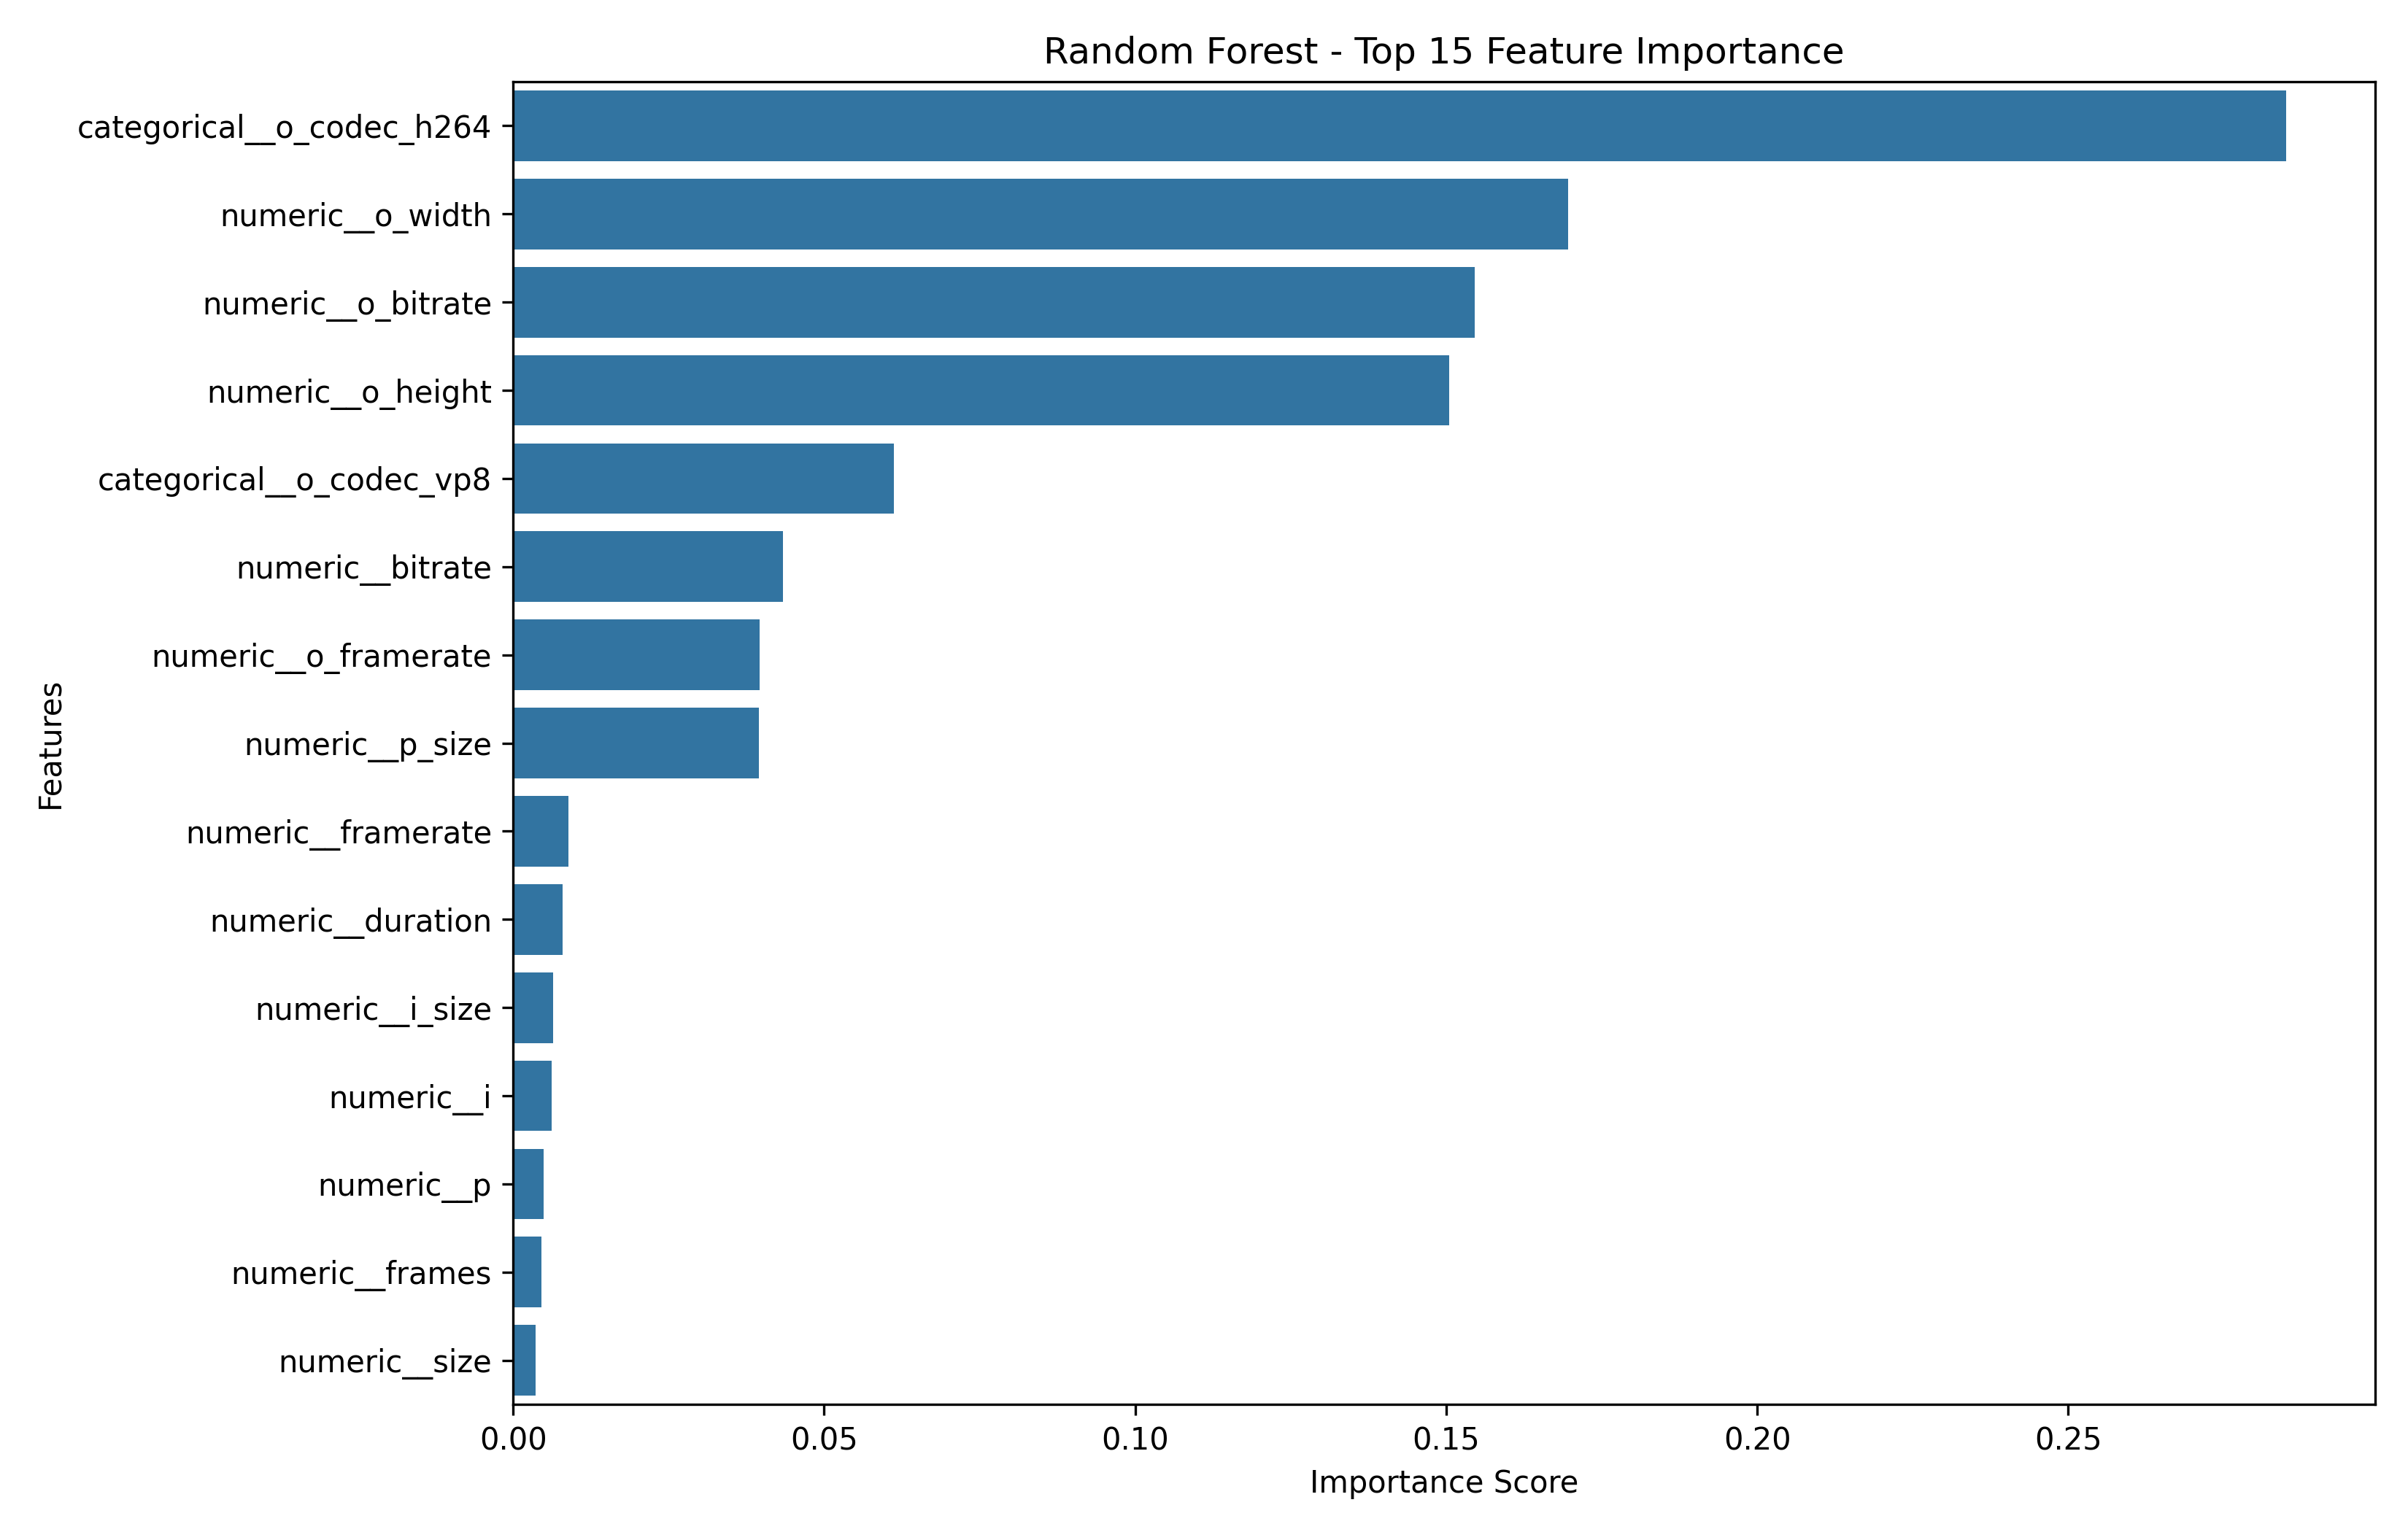 Random Forest - Top 15 Feature Importance
categorical__o_codec_h264
numeric__o_width
numeric__o_bitrate
numeric__o_height
categorical__o_codec_vp8
numeric__bitrate
numeric__o_framerate
numeric__p_size
numeric__framerate
numeric__duration
numeric__i_size
numeric__i
numeric__p
numeric__frames
numeric__size
Features
0.00 0.05 0.10 0.15 0.20 0.25
Importance Score